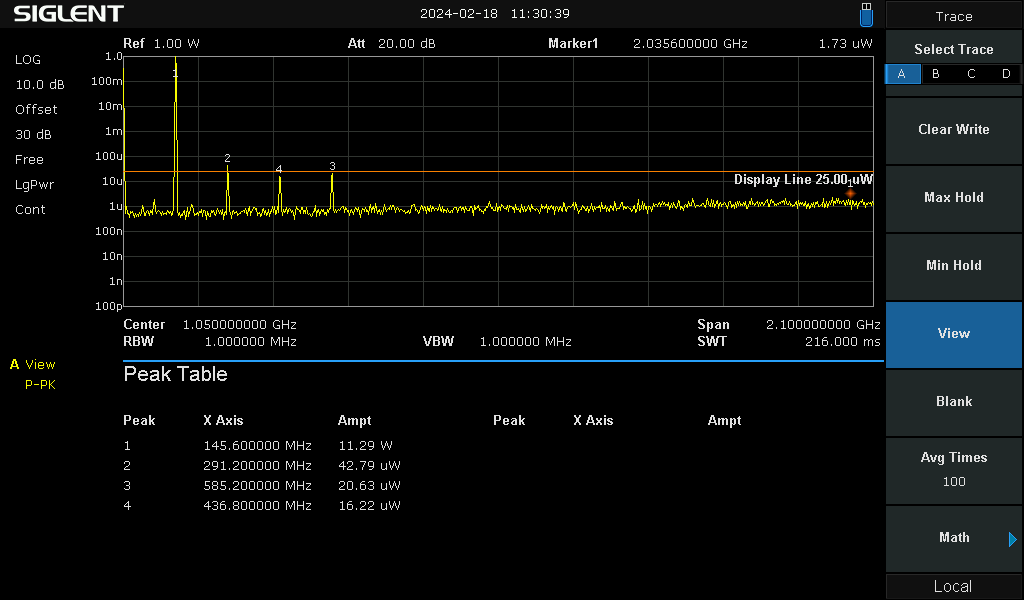 SIGLENT
2024-02-18 11:30:39
Trace
Ref 1.00 W Att 20.00 dB Marker1 2.035600000 GHz 1.73 uW
LOG
10.0 dB
Offset
30 dB
Free
LgPwr
Cont
1.0
100m
10m
1m
100u
10u
1u
100n
10n
1n
100p
1
2
4
3
1
Display Line 25.00 uW
Center 1.050000000 GHz Span 2.100000000 GHz
RBW 1.000000 MHz VBW 1.000000 MHz SWT 216.000 ms
A View
P-PK
Peak Table
Peak X Axis Ampt Peak X Axis Ampt
1 145.600000 MHz 11.29 W
2 291.200000 MHz 42.79 uW
3 585.200000 MHz 20.63 uW
4 436.800000 MHz 16.22 uW
Select Trace
A B C D
Clear Write
Max Hold
Min Hold
View
Blank
Avg Times
100
Math
Local